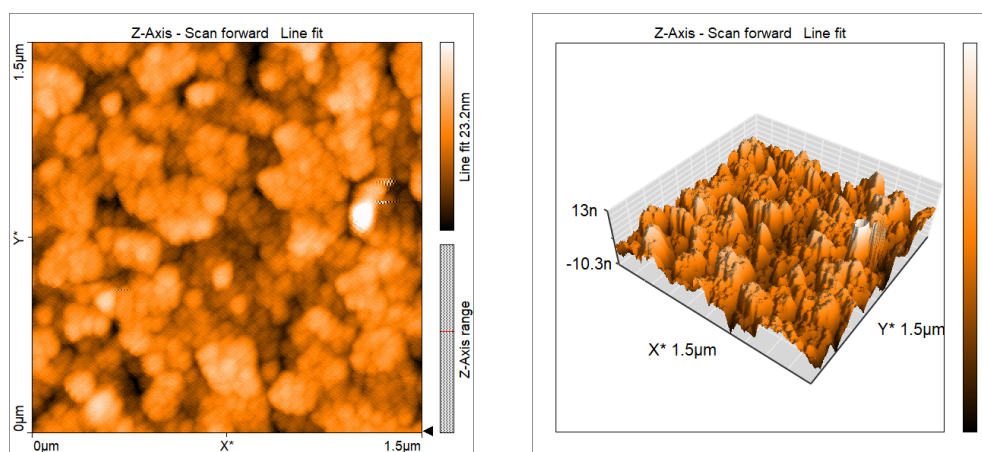 Z-Axis - Scan forward   Line fit
1.5µm
Y*
0µm
0µm
X*
1.5µm
Line fit 23.2nm
Z-Axis range
Z-Axis - Scan forward   Line fit
13n
-10.3n
X* 1.5µm
Y* 1.5µm